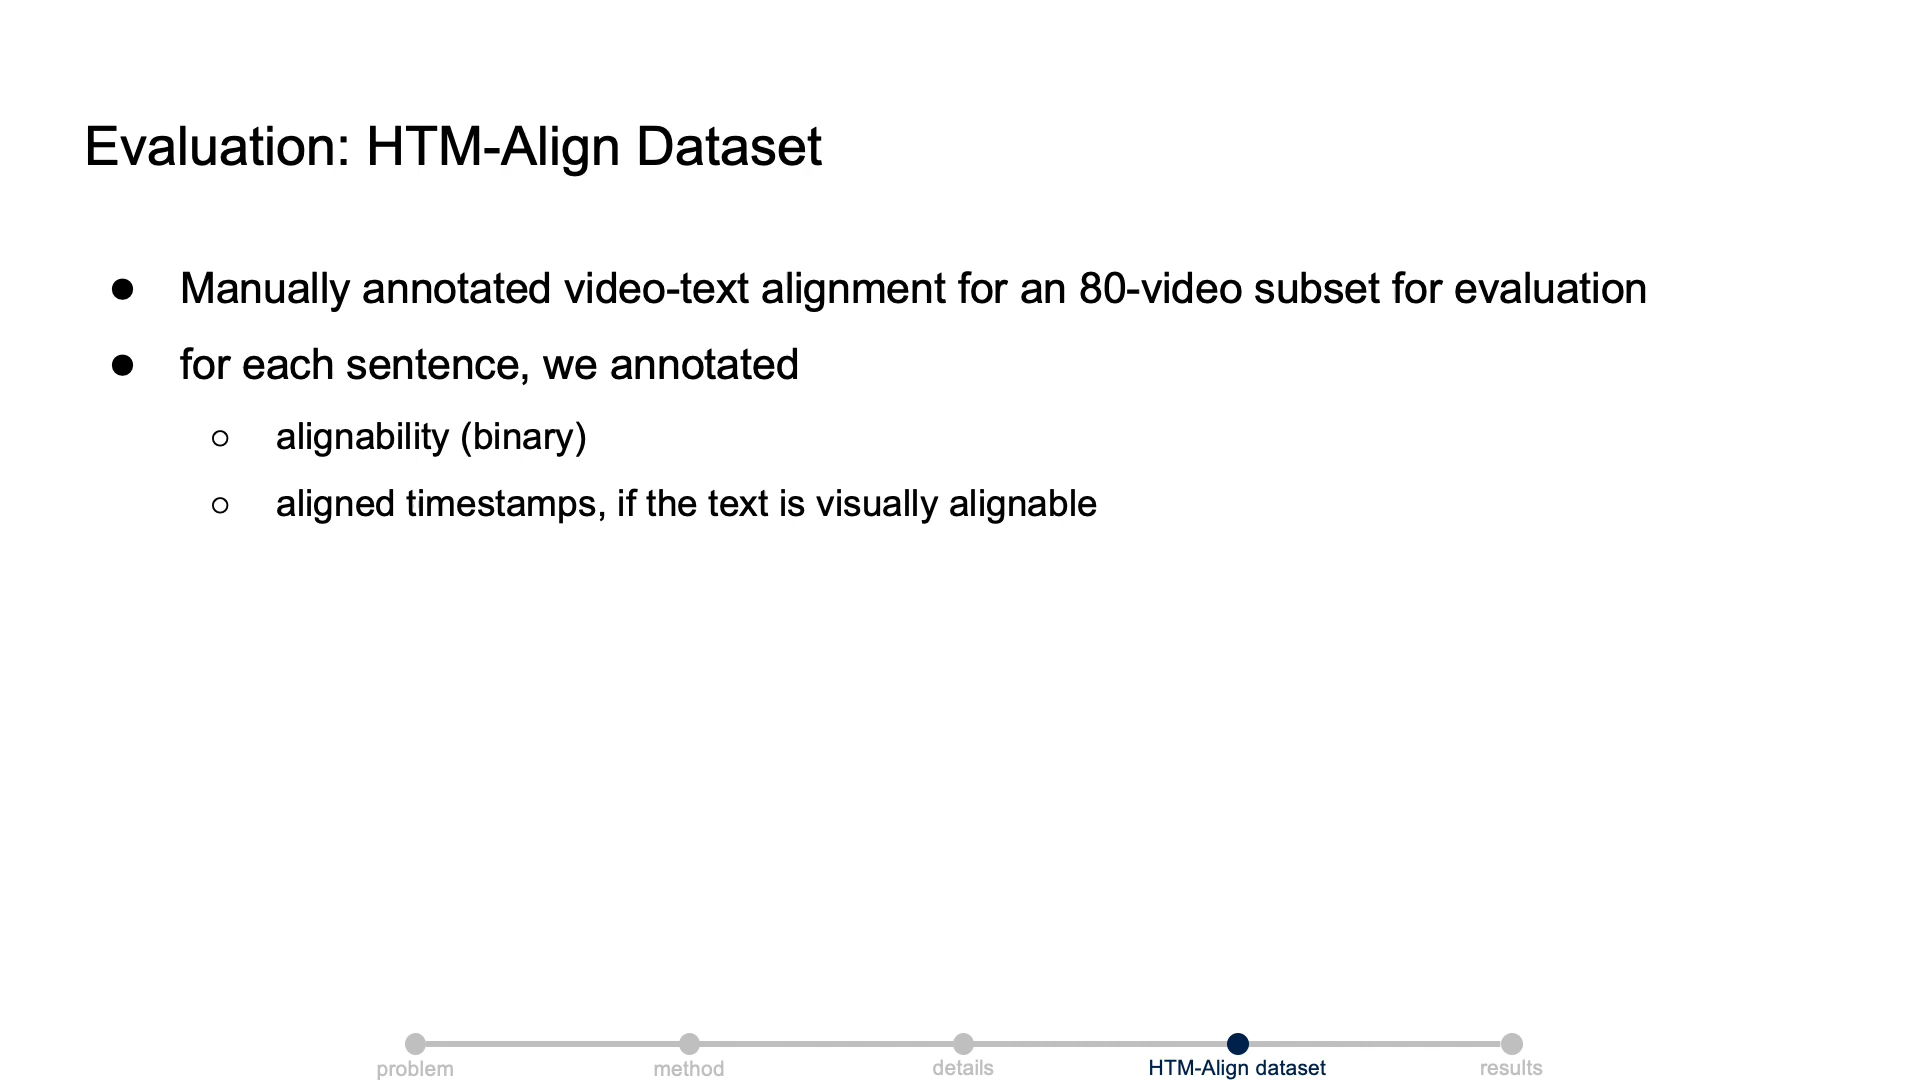 Evaluation: HTM-Align Dataset
● Manually annotated video-text alignment for an 80-video subset for evaluation
● for each sentence, we annotated
○ alignability (binary)
○ aligned timestamps, if the text is visually alignable
problem method details HTM-Align dataset results